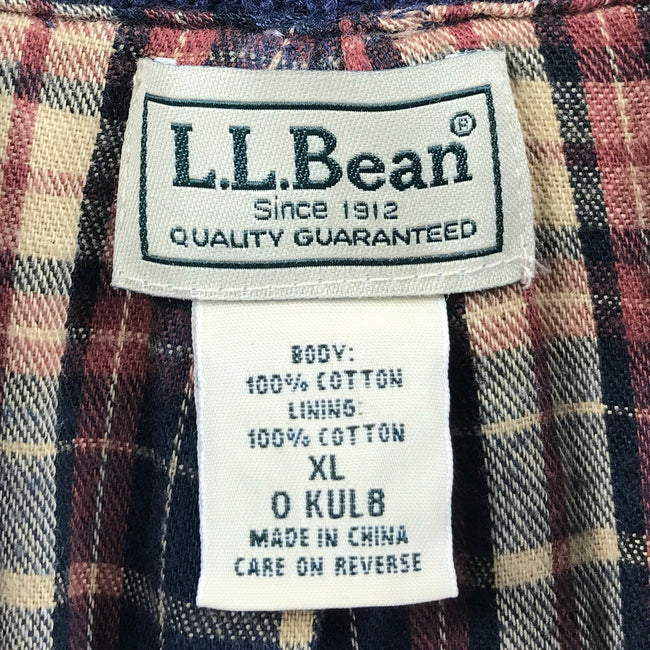 L.L.Bean®
Since 1912
QUALITY GUARANTEED
BODY:
100% COTTON
LINING:
100% COTTON
XL
0 KUL8
MADE IN CHINA
CARE ON REVERSE